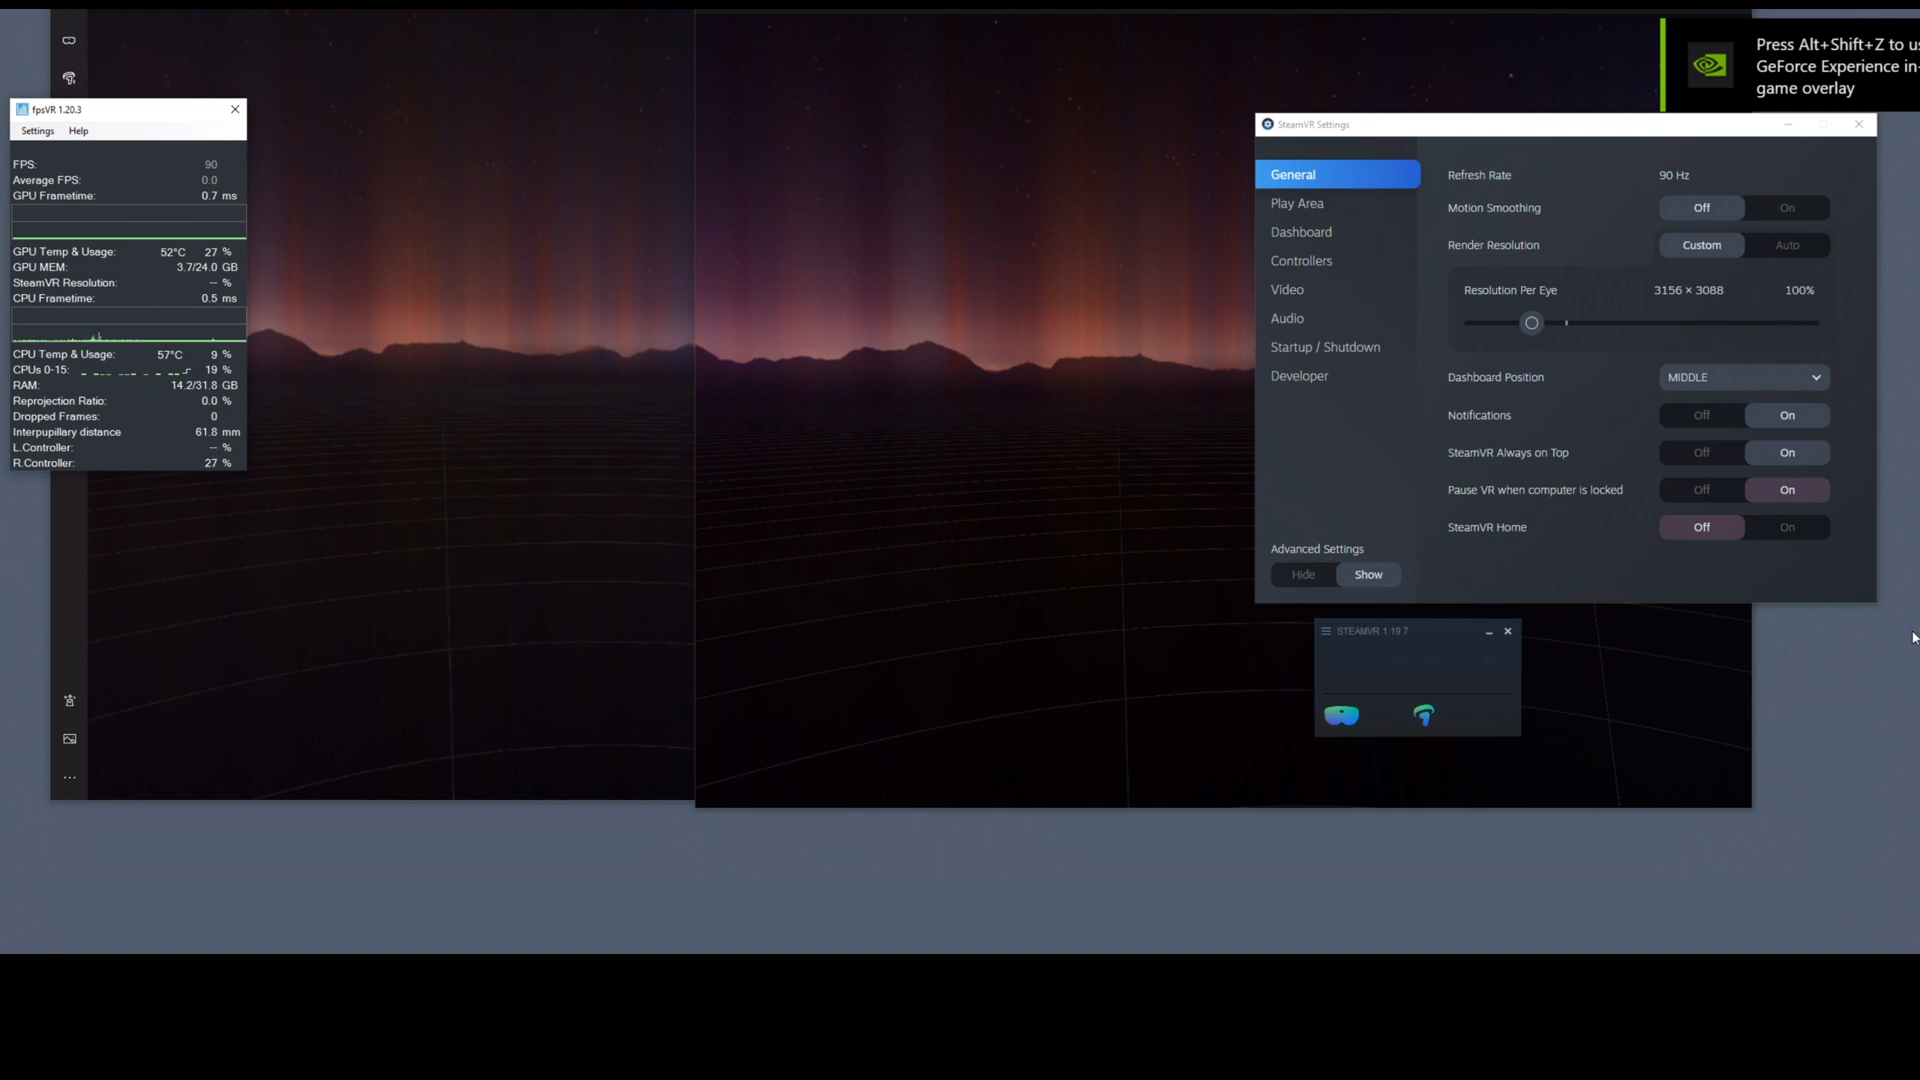 Press Alt+Shift+Z to us
GeForce Experience in-
game overlay
fpsVR 1.20.3
Settings Help
FPS: 90
Average FPS: 0.0
GPU Frametime: 0.7 ms
GPU Temp & Usage: 52°C 27 %
GPU MEM: 3.7/24.0 GB
SteamVR Resolution: -- %
CPU Frametime: 0.5 ms
CPU Temp & Usage: 57°C 9 %
CPUs 0-15: 19 %
RAM: 14.2/31.8 GB
Reprojection Ratio: 0.0 %
Dropped Frames: 0
Interpupillary distance 61.8 mm
L.Controller: -- %
R.Controller: 27 %
SteamVR Settings
General
Play Area
Dashboard
Controllers
Video
Audio
Startup / Shutdown
Developer
Advanced Settings
Hide Show
Refresh Rate 90 Hz
Motion Smoothing Off On
Render Resolution Custom Auto
Resolution Per Eye 3156 × 3088 100%
Dashboard Position MIDDLE
Notifications Off On
SteamVR Always on Top Off On
Pause VR when computer is locked Off On
SteamVR Home Off On
STEAMVR 1.19.7